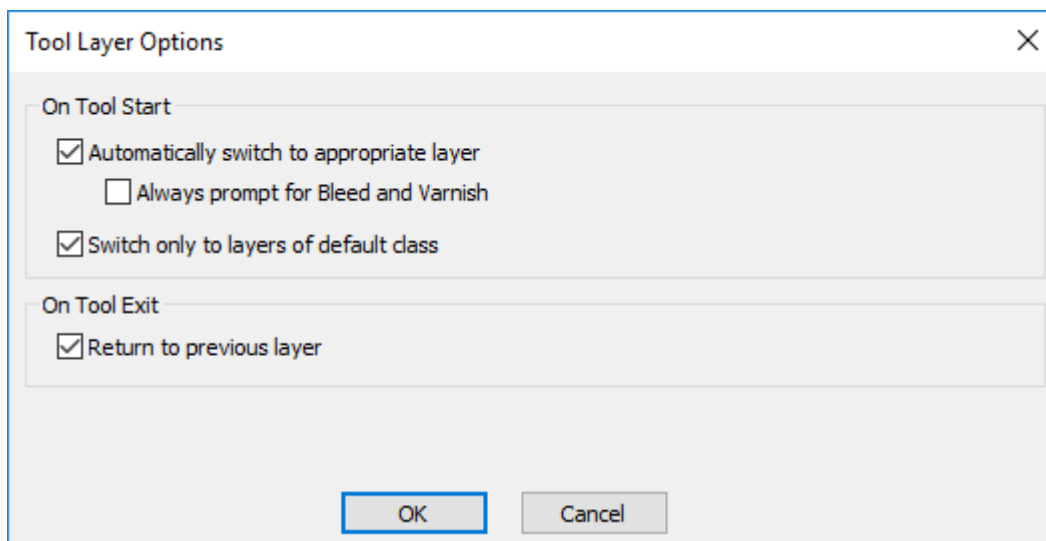 Tool Layer Options
On Tool Start
Automatically switch to appropriate layer
Always prompt for Bleed and Varnish
Switch only to layers of default class
On Tool Exit
Return to previous layer
OK Cancel